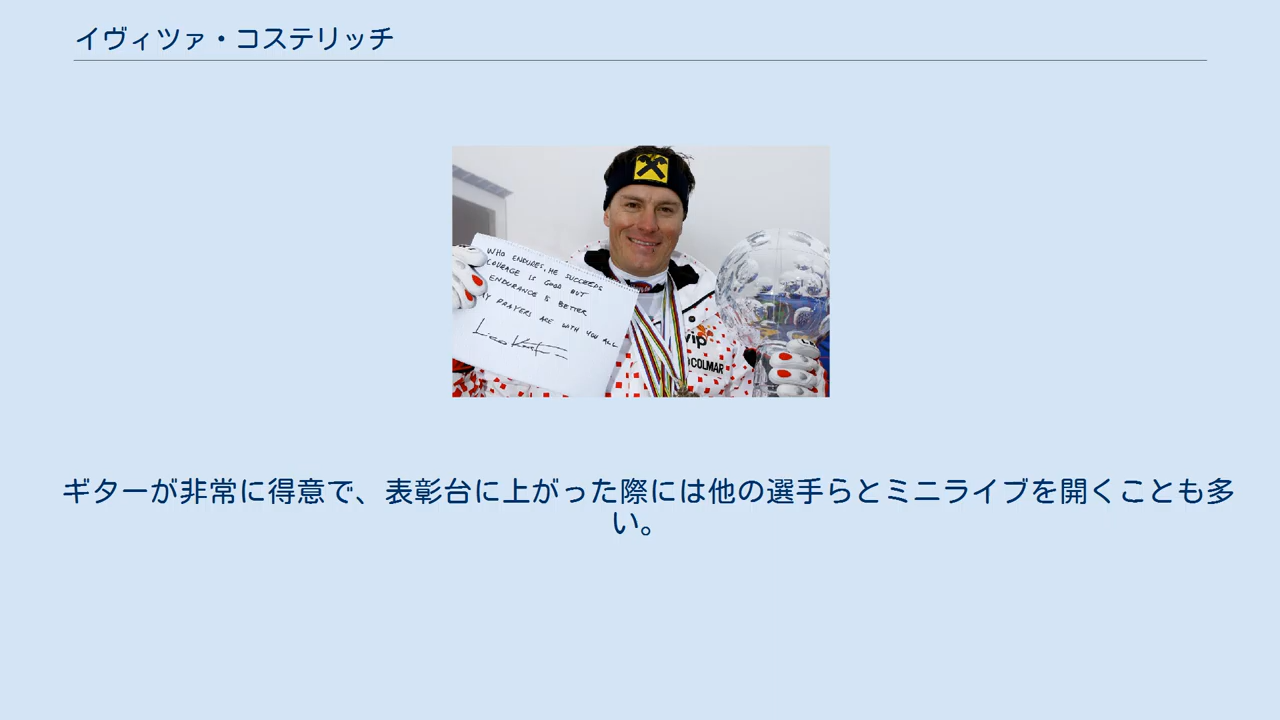 イヴィツァ・コステリッチ
WHO ENDURES, HE SUCCEEDS
COURAGE IS GOOD BUT
ENDURANCE IS BETTER
MY PRAYERS ARE WITH YOU ALL
vip
COLMAR
ギターが非常に得意で、表彰台に上がった際には他の選手らとミニライブを開くことも多
い。